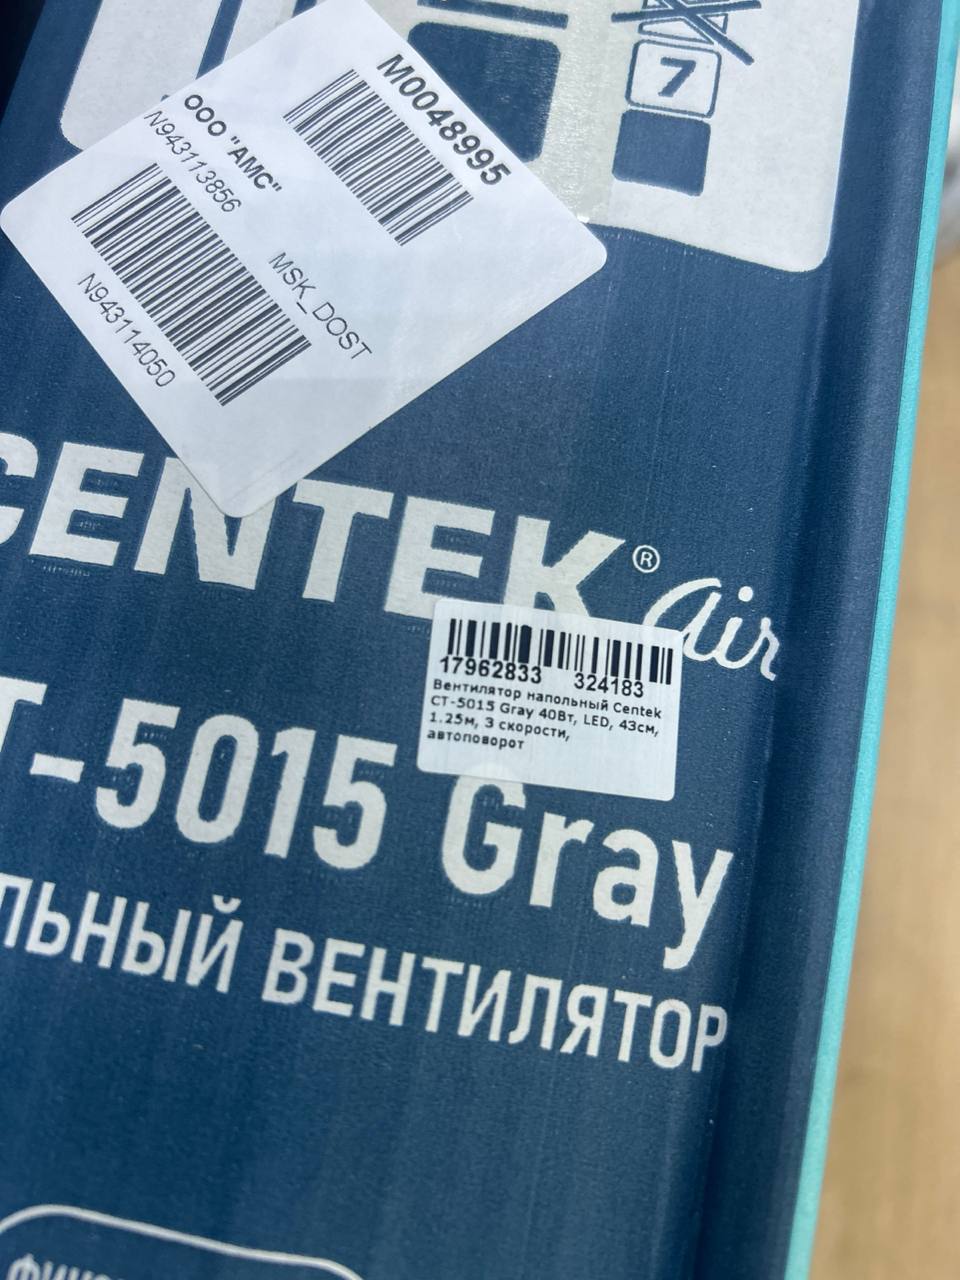 7
M0048995
ООО "АМС"
N943113856
MSK_DOST
N943114050
CENTEK® air
17962833 324183
Вентилятор напольный Centek
CT-5015 Gray 40Вт, LED, 43см,
1.25м, 3 скорости,
автоповорот
T-5015 Gray
ЛЬНЫЙ ВЕНТИЛЯТОР